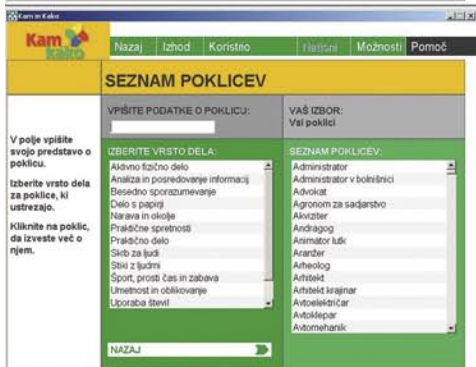 Kam in Kako
Kam
kako
Nazaj Izhod Koristno Natisni Možnosti Pomoč
SEZNAM POKLICEV
V polje vpišite
svojo predstavo o
poklicu.
Izberite vrsto dela
za poklice, ki
ustrezajo.
Kliknite na poklic,
da izveste več o
njem.
VPIŠITE PODATKE O POKLICU:
IZBERITE VRSTO DELA:
Aktivno fizično delo
Analiza in posredovanje informacij
Besedno sporazumevanje
Delo s papirji
Narava in okolje
Praktične spretnosti
Praktično delo
Skrb za ljudi
Stiki z ljudmi
Šport, prosti čas in zabava
Umetnost in oblikovanje
Uporaba števil
NAZAJ
VAŠ IZBOR:
Vsi poklici
SEZNAM POKLICEV:
Administrator
Administrator v bolnišnici
Advokat
Agronom za sadjarstvo
Akviziter
Andragog
Animator lutk
Aranžer
Arheolog
Arhitekt
Arhitekt krajinar
Avtoelektričar
Avtoklepar
Avtomehanik